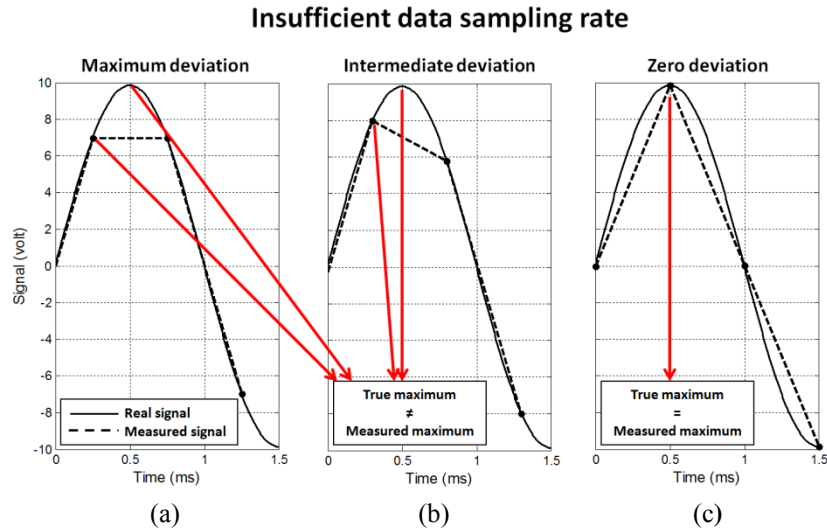 Insufficient data sampling rate
Maximum deviation
Intermediate deviation
Zero deviation
10
8
6
4
2
0
-2
-4
-6
-8
-10
Signal (volt)
Real signal
Measured signal
True maximum
≠
Measured maximum
True maximum
=
Measured maximum
0 0.5 1 1.5
0 0.5 1 1.5
0 0.5 1 1.5
Time (ms)
Time (ms)
Time (ms)
(a)
(b)
(c)